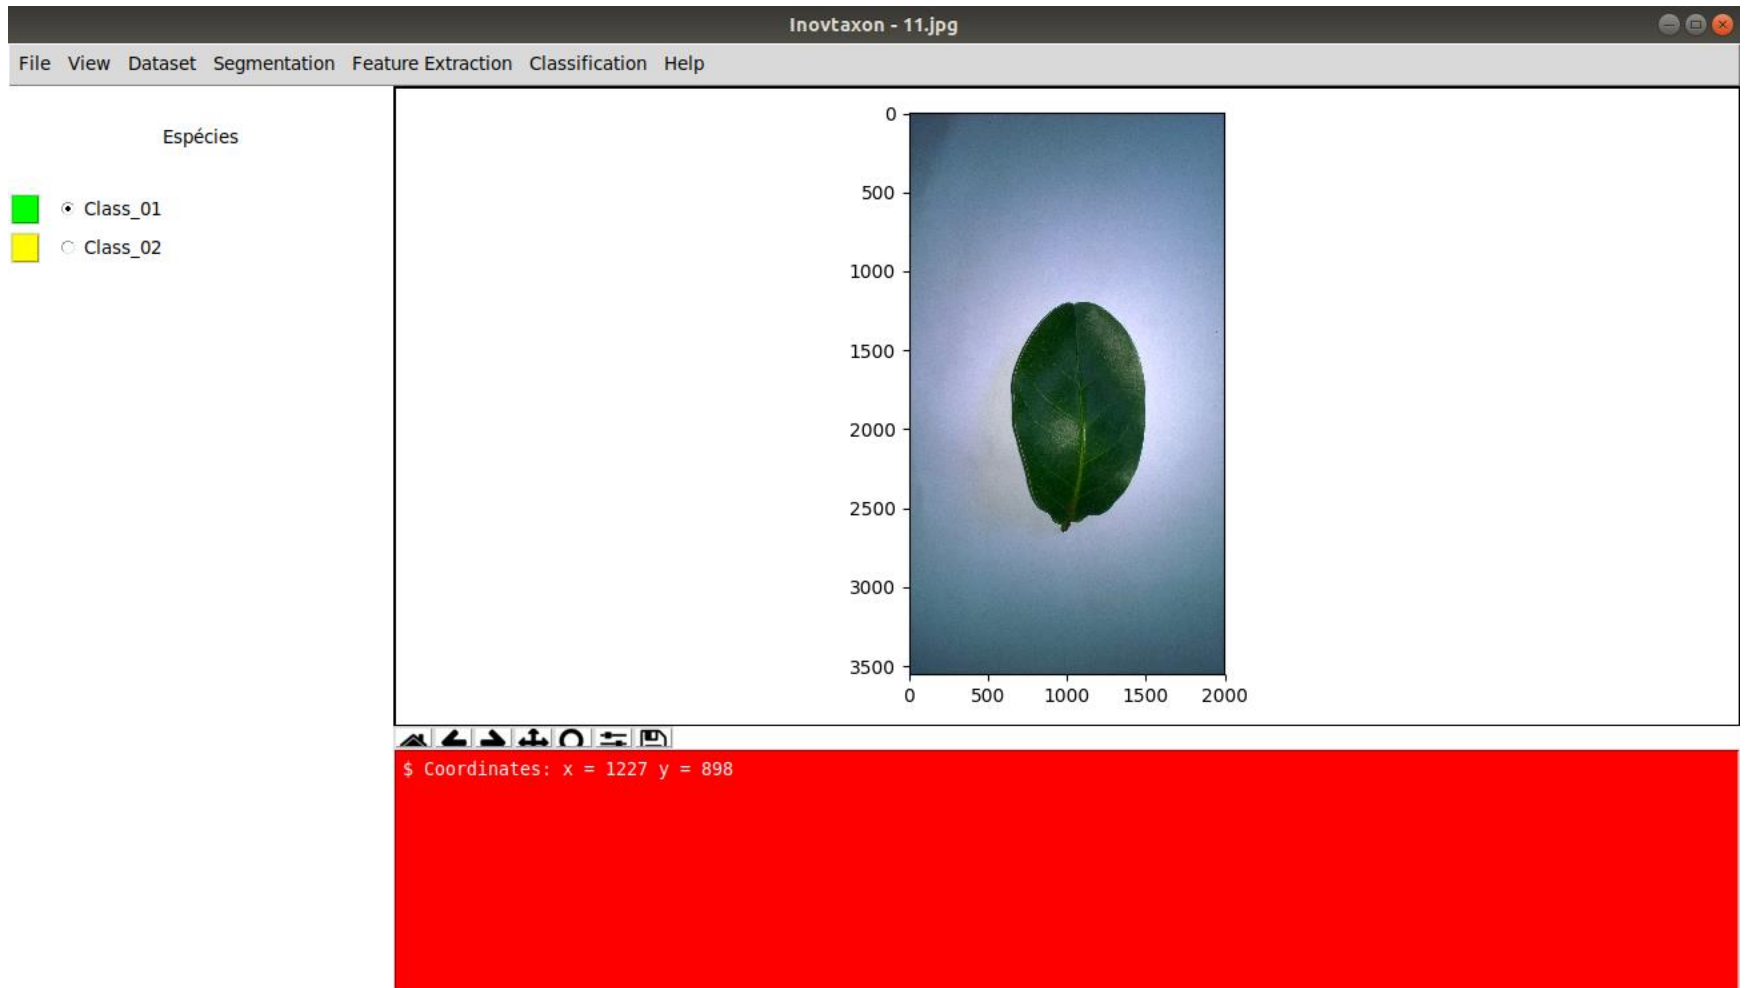 Inovtaxon - 11.jpg
File View Dataset Segmentation Feature Extraction Classification Help
Espécies
Class_01
Class_02
0
500
1000
1500
2000
2500
3000
3500
0 500 1000 1500 2000
$ Coordinates: x = 1227 y = 898